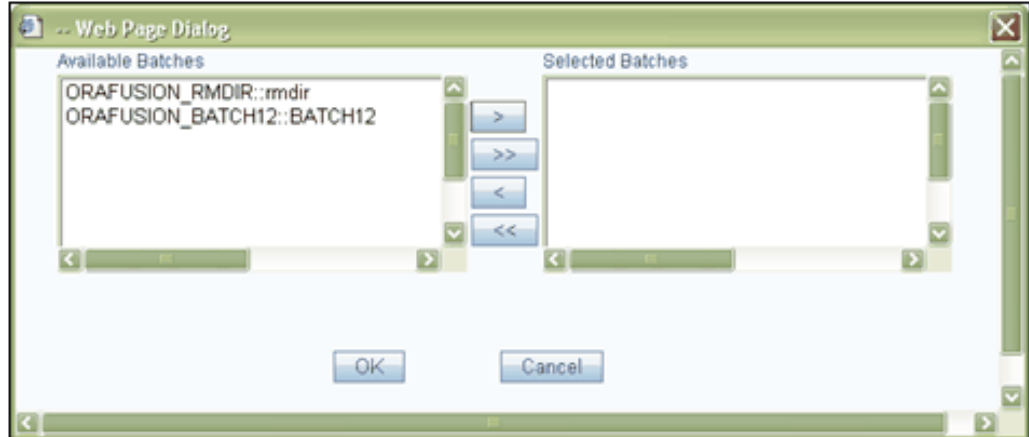 -- Web Page Dialog
Available Batches
Selected Batches
ORAFUSION_RMDIR::rmdir
ORAFUSION_BATCH12::BATCH12
>
>>
<
<<
OK
Cancel